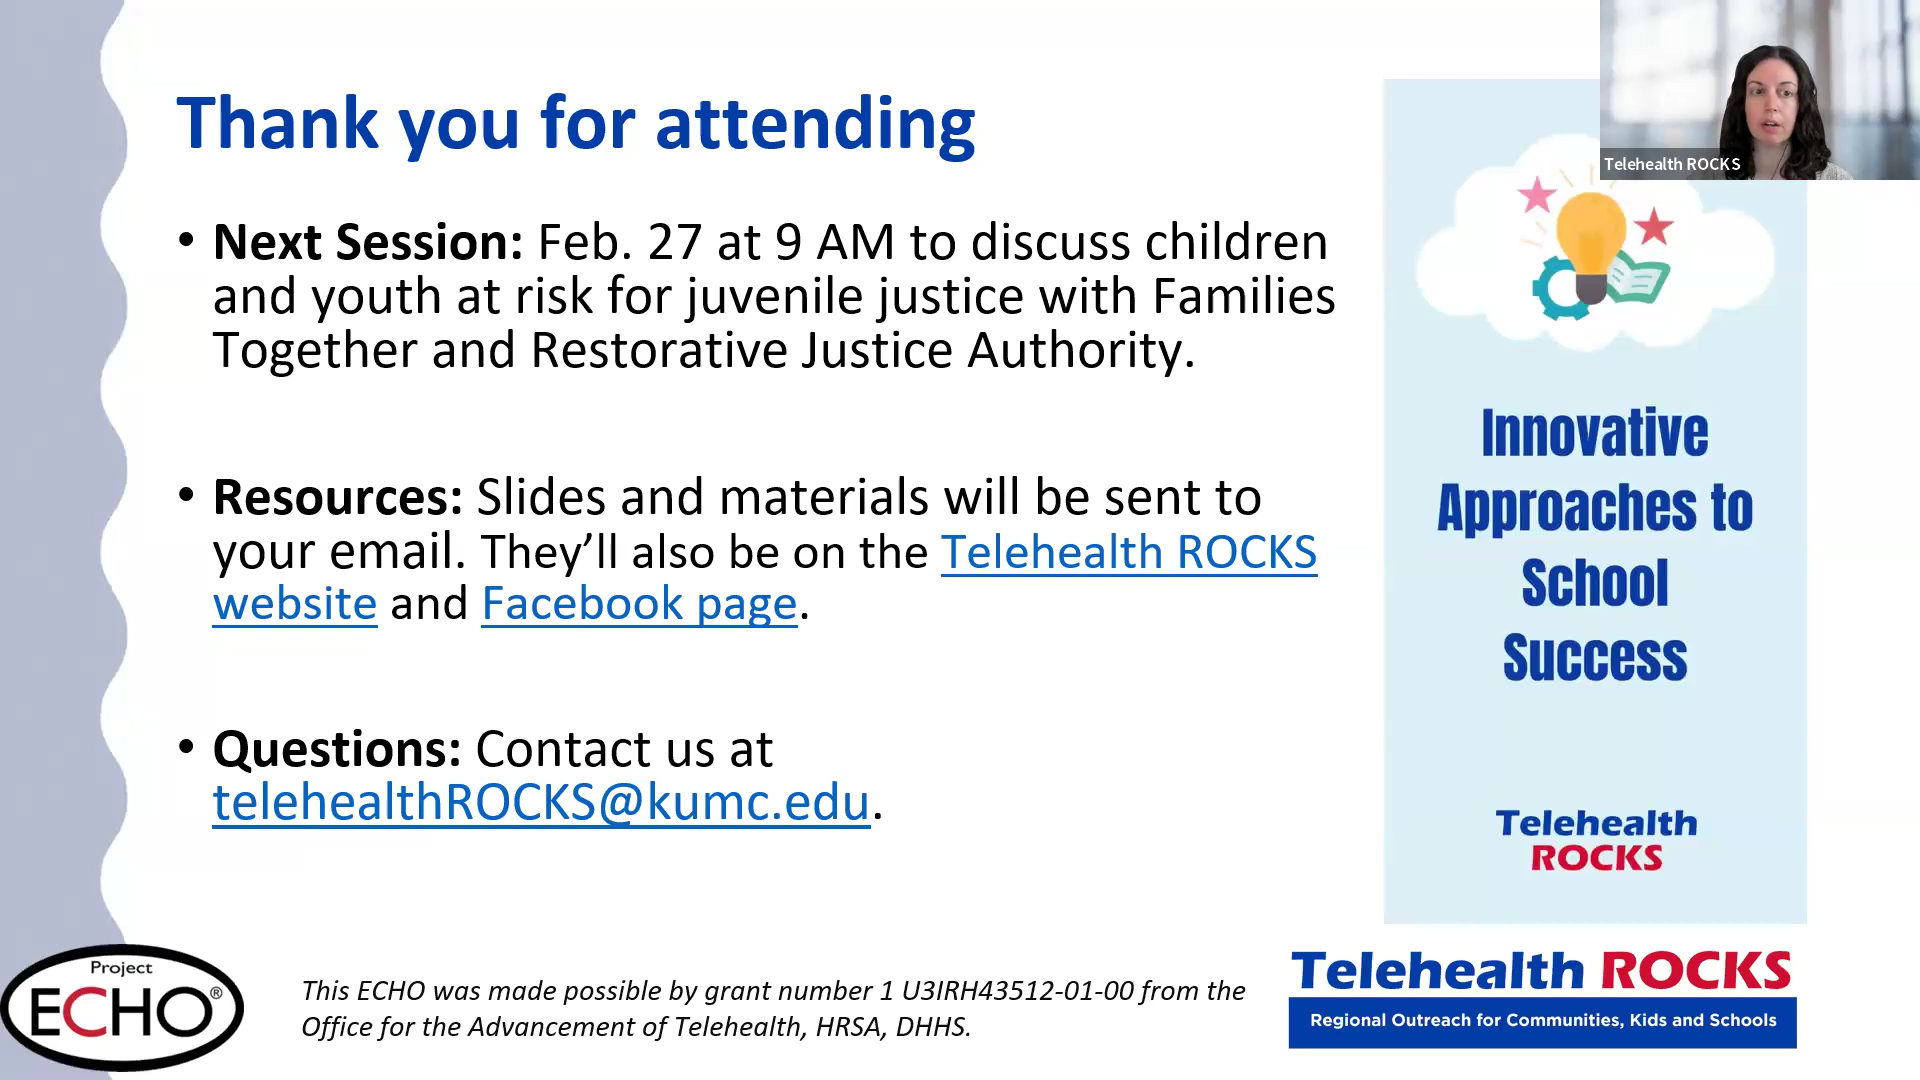 Thank you for attending
• Next Session: Feb. 27 at 9 AM to discuss children
and youth at risk for juvenile justice with Families
Together and Restorative Justice Authority.
• Resources: Slides and materials will be sent to
your email. They’ll also be on the Telehealth ROCKS
website and Facebook page.
• Questions: Contact us at
telehealthROCKS@kumc.edu.
Telehealth ROCKS
Innovative
Approaches to
School
Success
Telehealth
ROCKS
Project
ECHO®
This ECHO was made possible by grant number 1 U3IRH43512-01-00 from the
Office for the Advancement of Telehealth, HRSA, DHHS.
Telehealth ROCKS
Regional Outreach for Communities, Kids and Schools